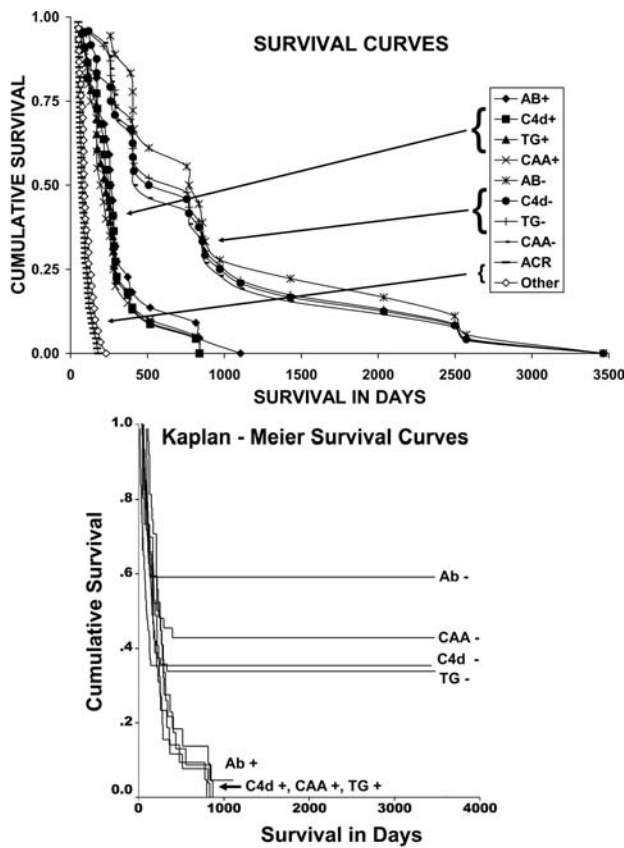 SURVIVAL CURVES
CUMULATIVE SURVIVAL
1.00
0.75
0.50
0.25
0.00
0 500 1000 1500 2000 2500 3000 3500
SURVIVAL IN DAYS
AB+
C4d+
TG+
CAA+
AB-
C4d-
TG-
CAA-
ACR
Other
Kaplan - Meier Survival Curves
Cumulative Survival
1.0
.8
.6
.4
.2
0.0
Ab -
CAA -
C4d -
TG -
Ab +
C4d +, CAA +, TG +
0 1000 2000 3000 4000
Survival in Days